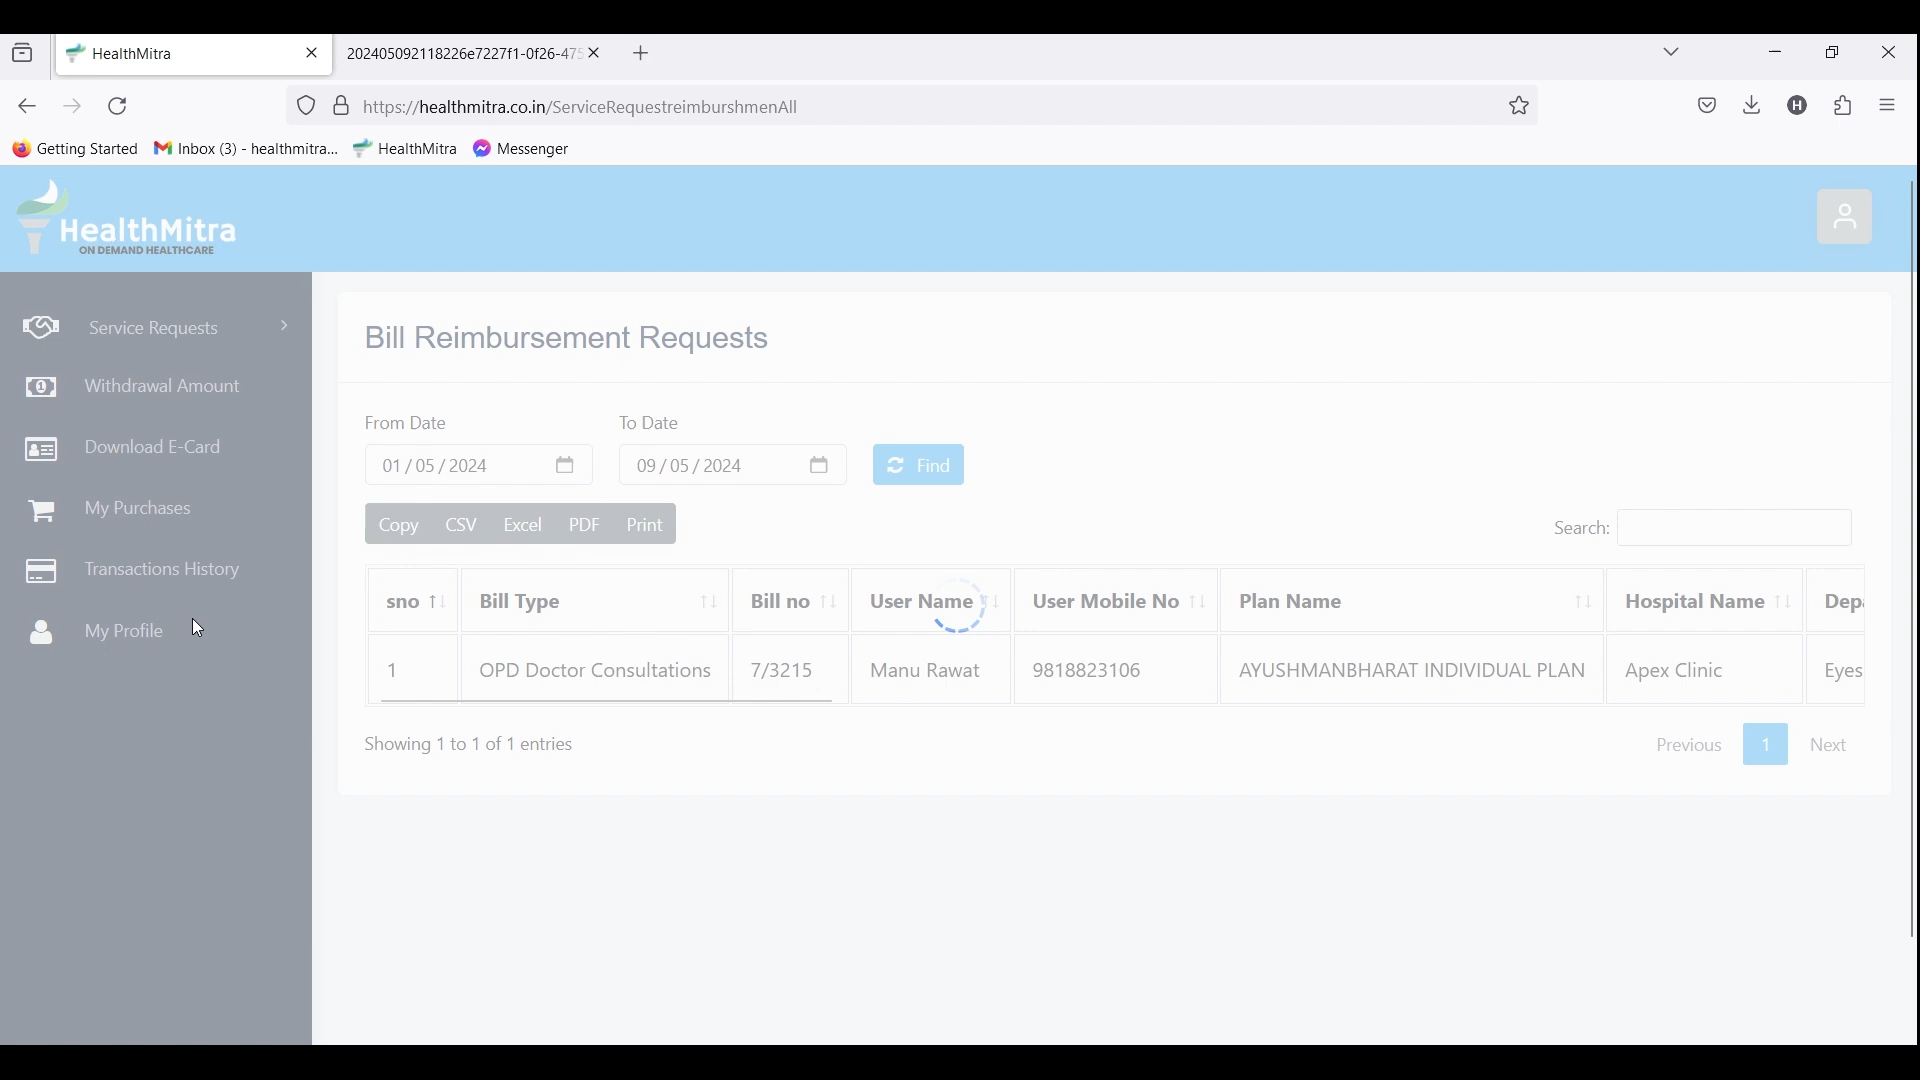 HealthMitra
202405092118226e7227f1-0f26-475
https://healthmitra.co.in/ServiceRequestreimburshmenAll
H
Getting Started
Inbox (3) - healthmitra...
HealthMitra
Messenger
HealthMitra
ON DEMAND HEALTHCARE
Service Requests
Withdrawal Amount
Download E-Card
My Purchases
Transactions History
My Profile
Bill Reimbursement Requests
From Date To Date
01 / 05 / 2024 09 / 05 / 2024 Find
Copy CSV Excel PDF Print
Search:
sno Bill Type Bill no User Name User Mobile No Plan Name Hospital Name Depa
1 OPD Doctor Consultations 7/3215 Manu Rawat 9818823106 AYUSHMANBHARAT INDIVIDUAL PLAN Apex Clinic Eyes
Showing 1 to 1 of 1 entries
Previous 1 Next